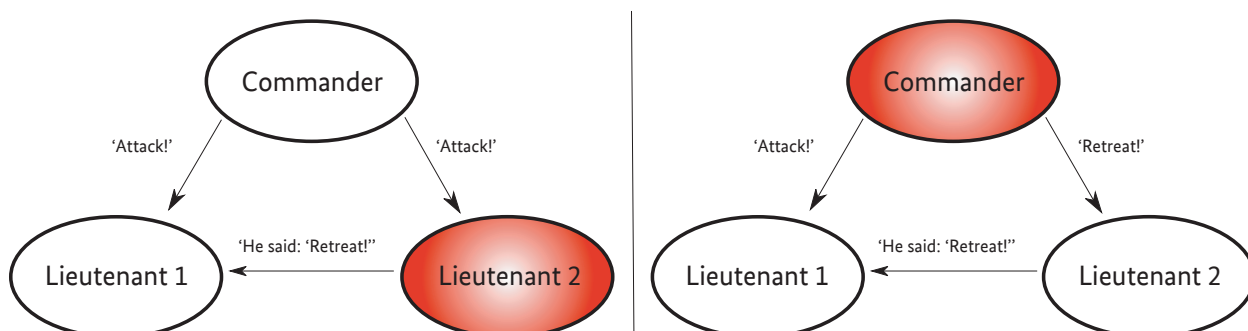 Commander
‘Attack!’
‘Attack!’
‘He said: ‘Retreat!’’
Lieutenant 1
Lieutenant 2
Commander
‘Attack!’
‘Retreat!’
‘He said: ‘Retreat!’’
Lieutenant 1
Lieutenant 2